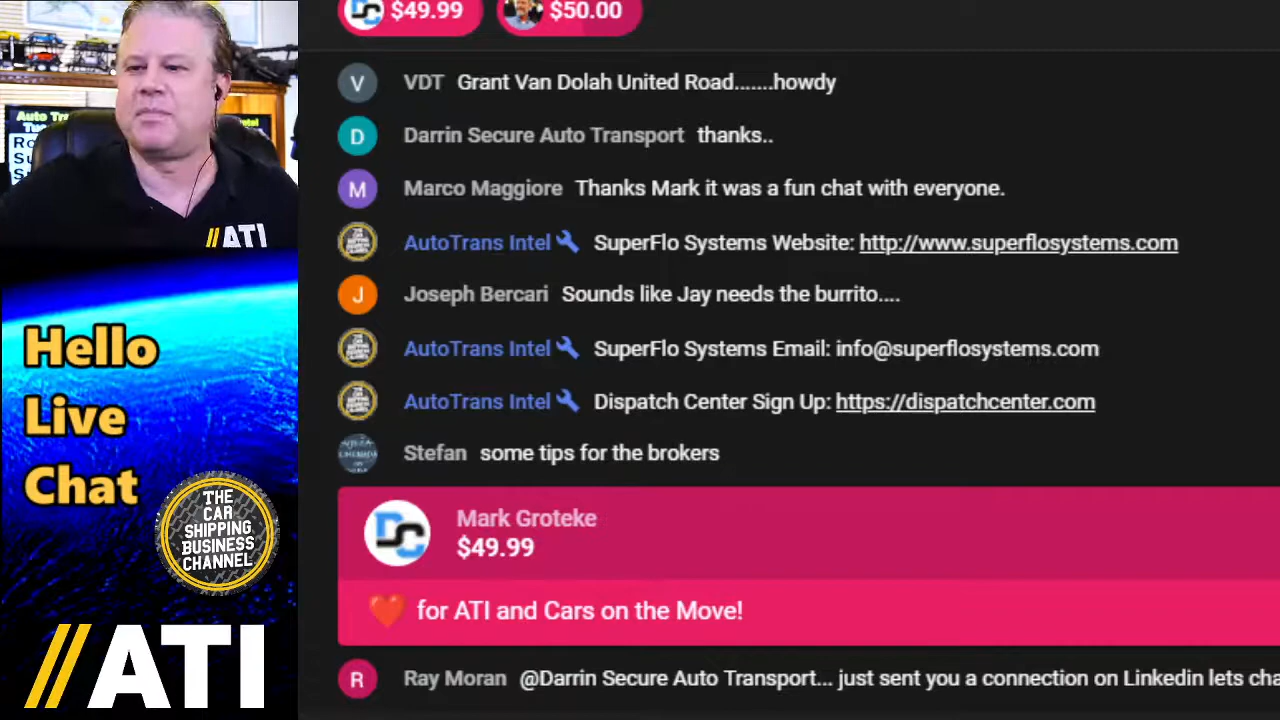 $49.99
$50.00
V VDT Grant Van Dolah United Road.......howdy
D Darrin Secure Auto Transport thanks..
M Marco Maggiore Thanks Mark it was a fun chat with everyone.
AutoTrans Intel SuperFlo Systems Website: http://www.superflosystems.com
J Joseph Bercari Sounds like Jay needs the burrito....
AutoTrans Intel SuperFlo Systems Email: info@superflosystems.com
AutoTrans Intel Dispatch Center Sign Up: https://dispatchcenter.com
Stefan some tips for the brokers
DC Mark Groteke
$49.99
❤️ for ATI and Cars on the Move!
R Ray Moran @Darrin Secure Auto Transport... just sent you a connection on Linkedin lets cha
Auto Tra
//ATI
Hello
Live
Chat
THE
CAR
SHIPPING
BUSINESS
CHANNEL
//ATI